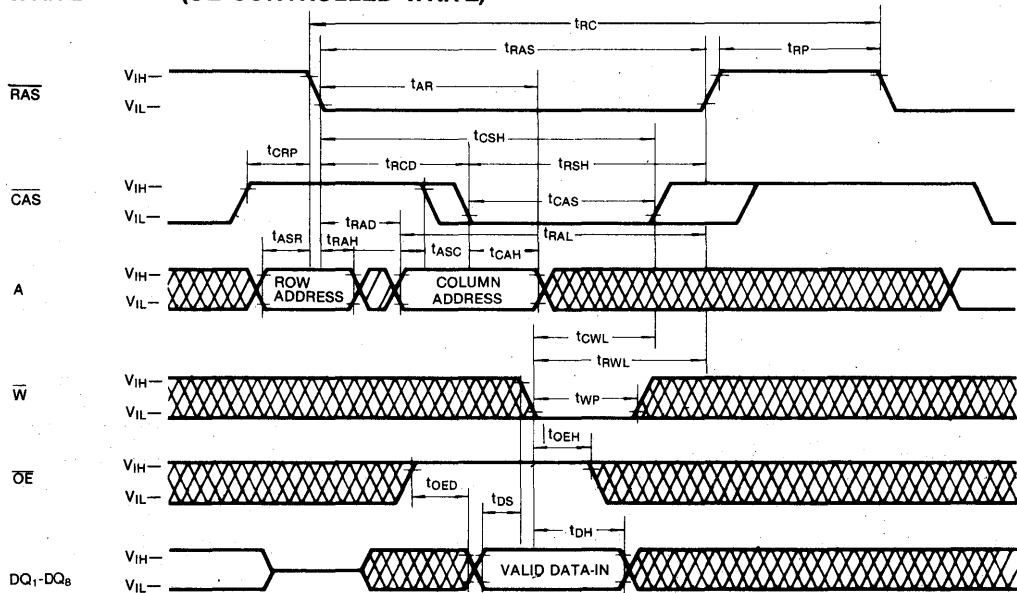 (OE CONTROLLED WRITE)
tRC
tRAS
tRP
RAS
VIH—
VIL—
tAR
tCSH
tCRP
tRCD
tRSH
CAS
VIH—
VIL—
tCAS
tRAD
tRAL
tASR
tRAH
tASC
tCAH
A
VIH—
VIL—
ROW
ADDRESS
COLUMN
ADDRESS
tCWL
tRWL
W
VIH—
VIL—
tWP
tOEH
OE
VIH—
VIL—
tOED
tDS
tDH
DQ1-DQ8
VIH—
VIL—
VALID DATA-IN